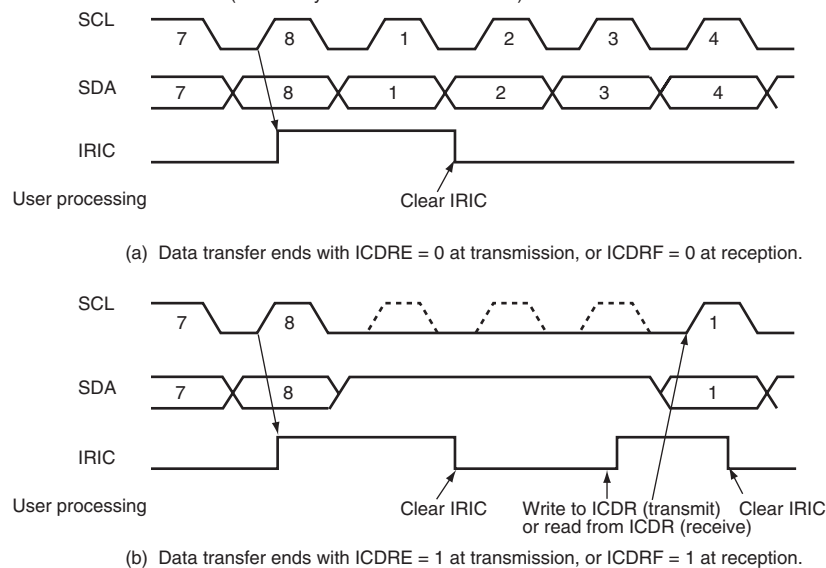 SCL
7 8 1 2 3 4
SDA
7 8 1 2 3 4
IRIC
User processing
Clear IRIC
(a) Data transfer ends with ICDRE = 0 at transmission, or ICDRF = 0 at reception.
SCL
7 8 1
SDA
7 8 1
IRIC
User processing
Clear IRIC
Write to ICDR (transmit)
or read from ICDR (receive)
Clear IRIC
(b) Data transfer ends with ICDRE = 1 at transmission, or ICDRF = 1 at reception.